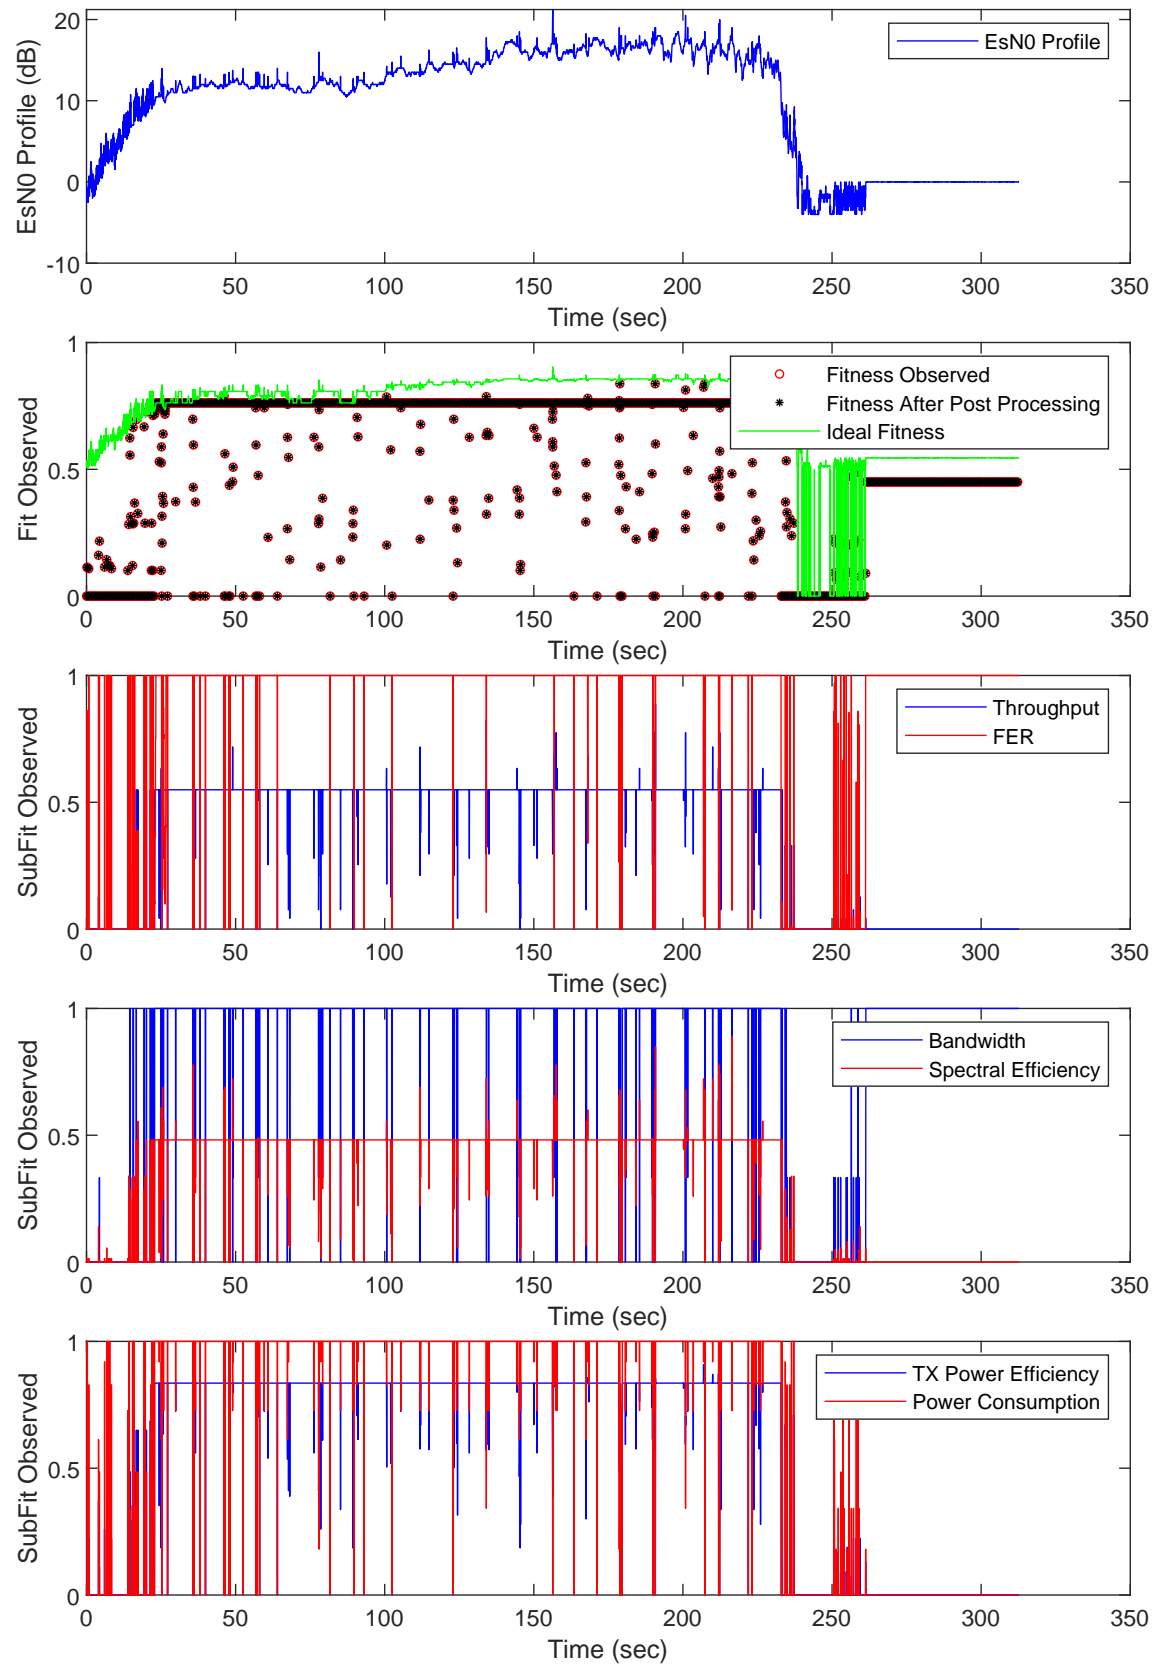 20
10
0
-10
EsN0 Profile (dB)
EsN0 Profile
0 50 100 150 200 250 300 350
Time (sec)
1
0.5
0
Fit Observed
Fitness Observed
Fitness After Post Processing
Ideal Fitness
0 50 100 150 200 250 300 350
Time (sec)
1
0.5
0
SubFit Observed
Throughput
FER
0 50 100 150 200 250 300 350
Time (sec)
1
0.5
0
SubFit Observed
Bandwidth
Spectral Efficiency
0 50 100 150 200 250 300 350
Time (sec)
1
0.5
0
SubFit Observed
TX Power Efficiency
Power Consumption
0 50 100 150 200 250 300 350
Time (sec)